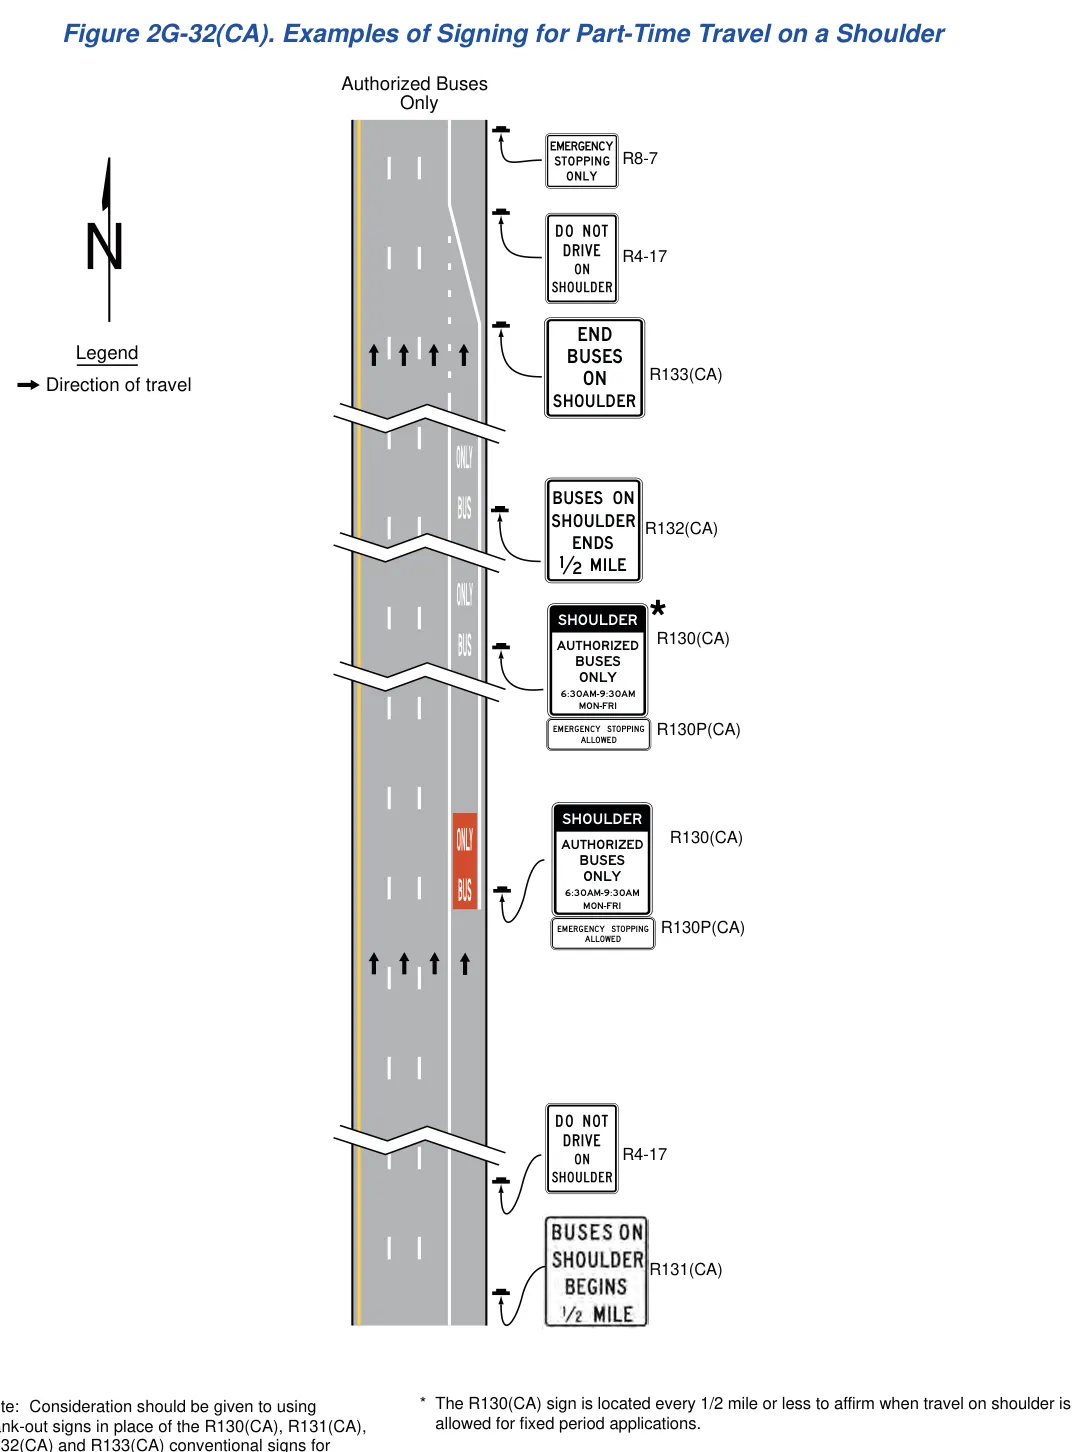 Figure 2G-32(CA). Examples of Signing for Part-Time Travel on a Shoulder
Authorized Buses
Only
N
Legend
Direction of travel
EMERGENCY
STOPPING
ONLY
R8-7
DO NOT
DRIVE
ON
SHOULDER
R4-17
END
BUSES
ON
SHOULDER
R133(CA)
ONLY
BUS
BUSES ON
SHOULDER
ENDS
1/2 MILE
R132(CA)
ONLY
BUS
SHOULDER
AUTHORIZED
BUSES
ONLY
6:30AM-9:30AM
MON-FRI
*
R130(CA)
EMERGENCY STOPPING
ALLOWED
R130P(CA)
ONLY
BUS
SHOULDER
AUTHORIZED
BUSES
ONLY
6:30AM-9:30AM
MON-FRI
R130(CA)
EMERGENCY STOPPING
ALLOWED
R130P(CA)
DO NOT
DRIVE
ON
SHOULDER
R4-17
BUSES ON
SHOULDER
BEGINS
1/2 MILE
R131(CA)
te: Consideration should be given to using
nk-out signs in place of the R130(CA), R131(CA),
32(CA) and R133(CA) conventional signs for
* The R130(CA) sign is located every 1/2 mile or less to affirm when travel on shoulder is
allowed for fixed period applications.